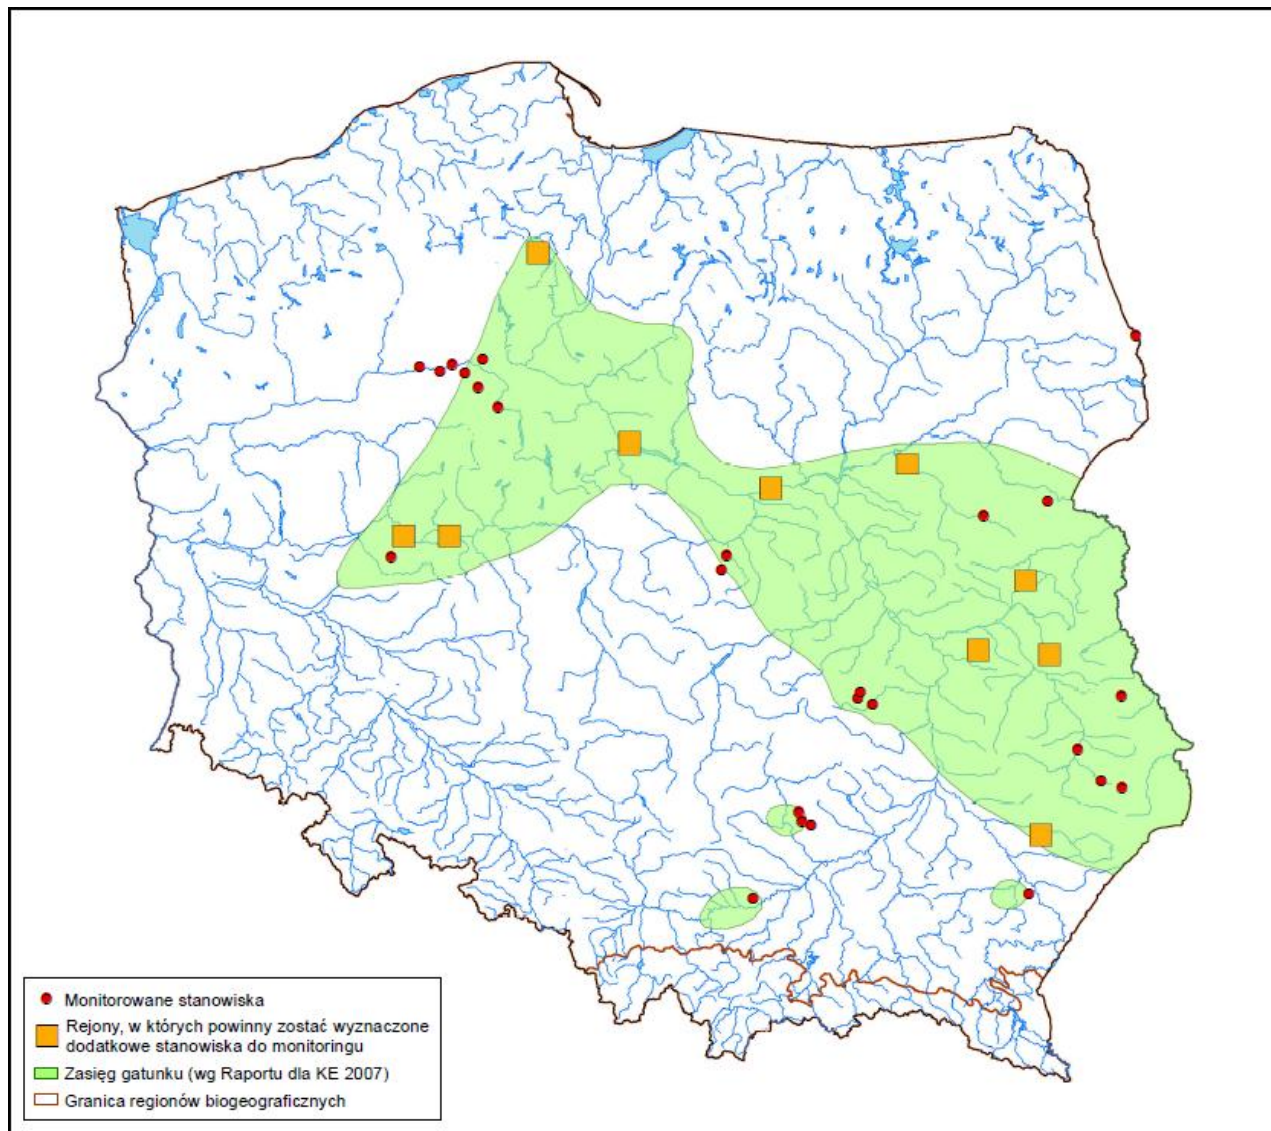 Monitorowane stanowiska
Rejony, w których powinny zostać wyznaczone
dodatkowe stanowiska do monitoringu
Zasięg gatunku (wg Raportu dla KE 2007)
Granica regionów biogeograficznych